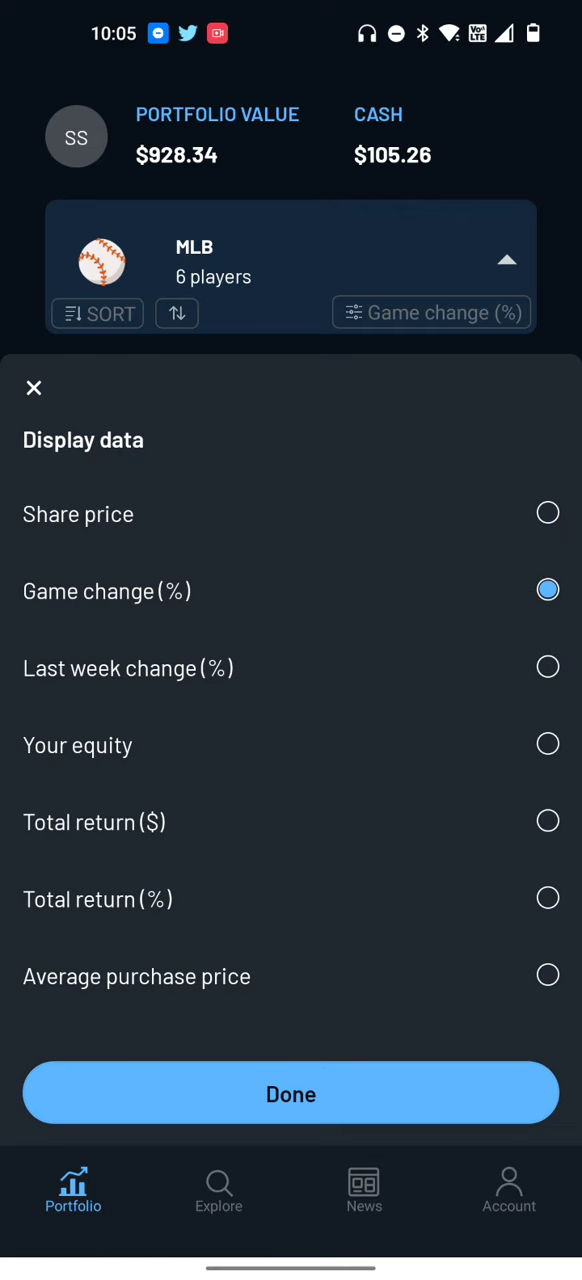 10:05
Vo LTE
PORTFOLIO VALUE CASH
SS
$928.34 $105.26
MLB
6 players
SORT Game change (%)
Display data
Share price
Game change (%)
Last week change (%)
Your equity
Total return ($)
Total return (%)
Average purchase price
Done
Portfolio Explore News Account